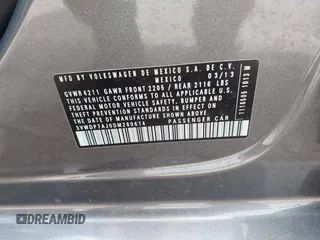 MFD BY VOLKSWAGEN DE MEXICO S.A. DE C.V.
MEXICO 03/13
GVWR 4211 GAWR FRONT 2205 / REAR 2116 LBS
THIS VEHICLE CONFORMS TO ALL APPLICABLE
FEDERAL MOTOR VEHICLE SAFETY, BUMPER AND
THEFT PREVENTION STANDARDS IN EFFECT ON
THE DATE OF MANUFACTURE SHOWN ABOVE.
PASSENGER CAR
1013 M
DREAMBID